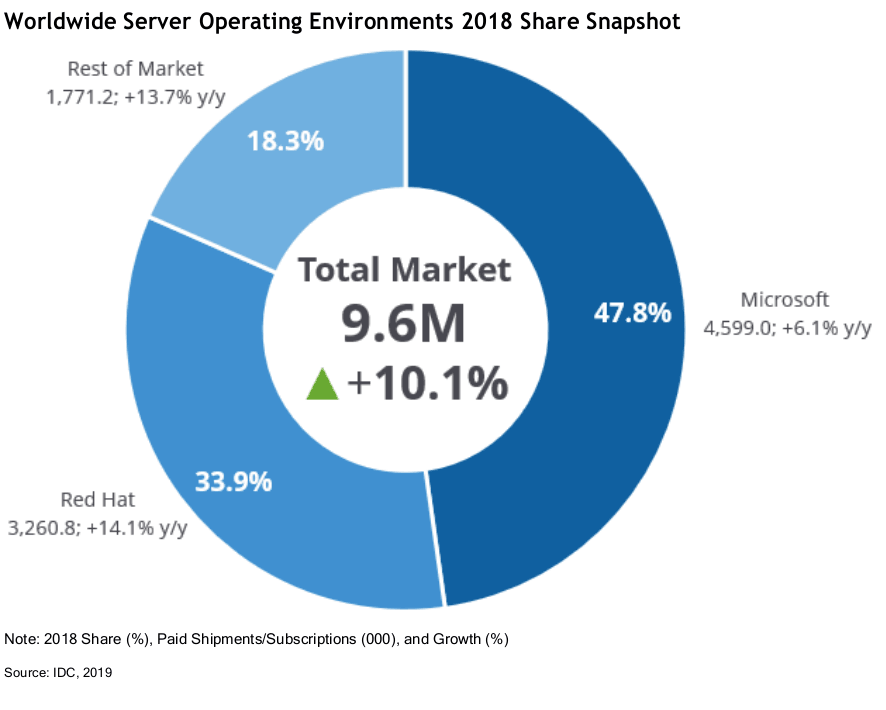 Worldwide Server Operating Environments 2018 Share Snapshot
Rest of Market
1,771.2; +13.7% y/y
18.3%
Total Market
9.6M
▲+10.1%
47.8%
Microsoft
4,599.0; +6.1% y/y
33.9%
Red Hat
3,260.8; +14.1% y/y
Note: 2018 Share (%), Paid Shipments/Subscriptions (000), and Growth (%)
Source: IDC, 2019